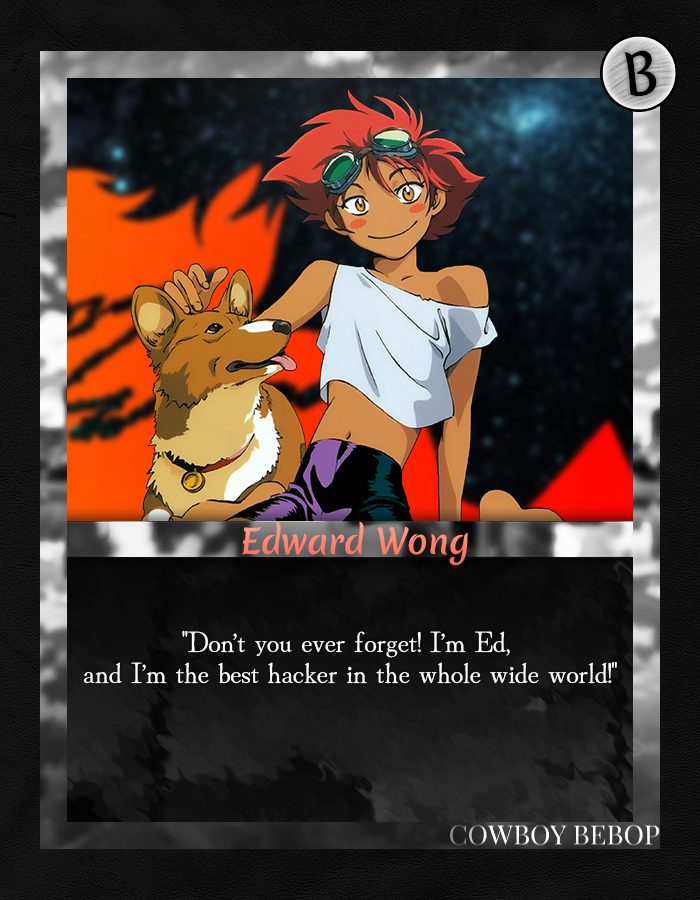 B
Edward Wong
"Don't you ever forget! I'm Ed,
and I'm the best hacker in the whole wide world!"
COWBOY BEBOP